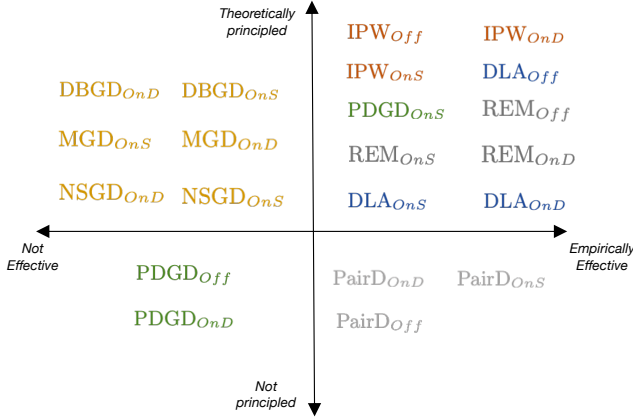 Theoretically
principled
IPW_Off IPW_OnD
IPW_OnS DLA_Off
DBGD_OnD DBGD_OnS
PDGD_OnS REM_Off
MGD_OnS MGD_OnD
REM_OnS REM_OnD
NSGD_OnD NSGD_OnS
DLA_OnS DLA_OnD
Not
Effective
Empirically
Effective
PDGD_Off
PairD_OnD PairD_OnS
PDGD_OnD
PairD_Off
Not
principled